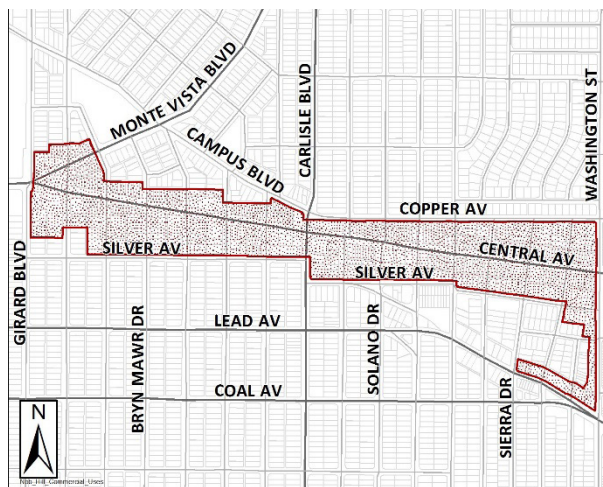 MONTE VISTA BLVD
CAMPUS BLVD
CARLISLE BLVD
WASHINGTON ST
COPPER AV
CENTRAL AV
SILVER AV
SILVER AV
GIRARD BLVD
BRYN MAWR DR
LEAD AV
SOLANO DR
COAL AV
SIERRA DR
N
Nob_Hill_Commercial_Uses